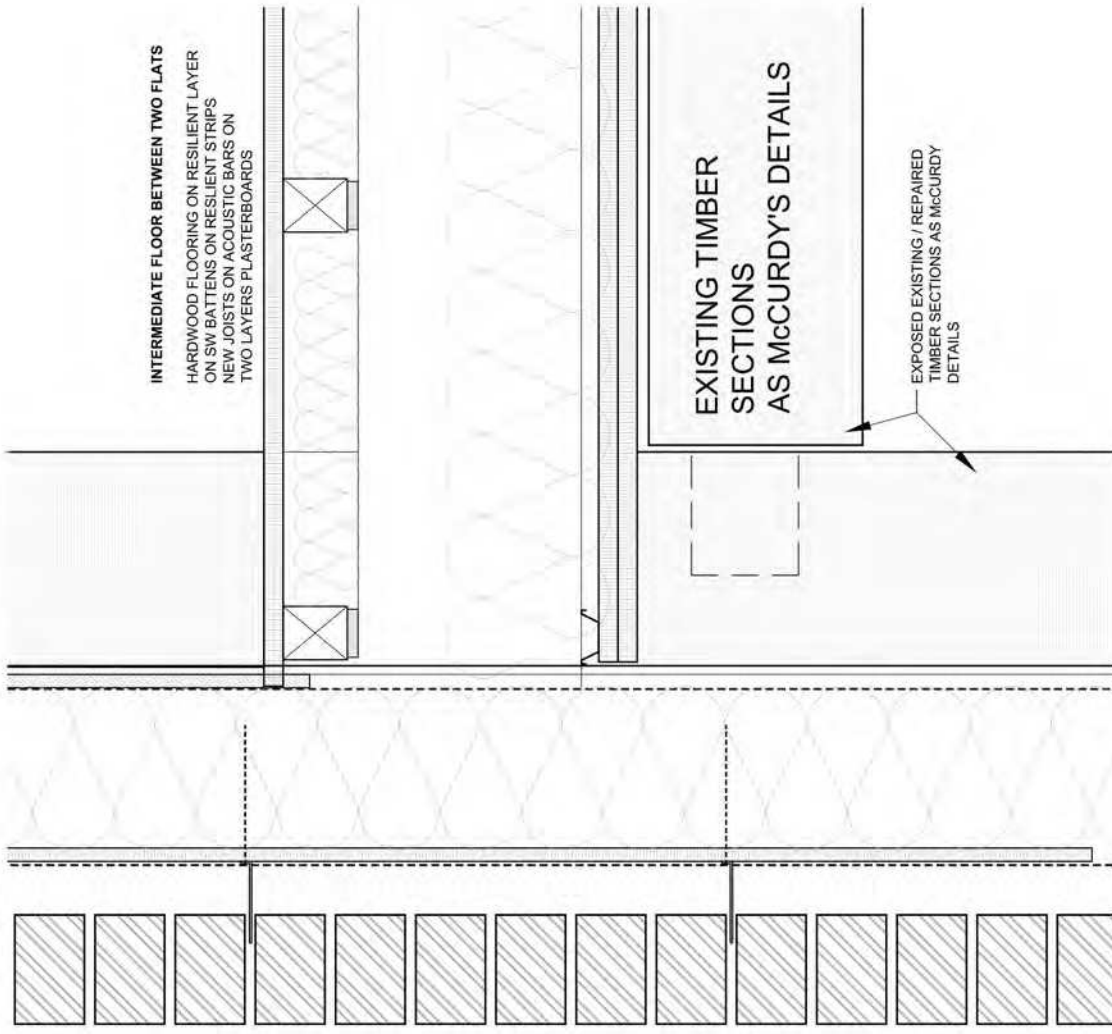 INTERMEDIATE FLOOR BETWEEN TWO FLATS
HARDWOOD FLOORING ON RESILIENT LAYER
ON SW BATTENS ON RESLIENT STRIPS
NEW JOISTS ON ACOUSTIC BARS ON
TWO LAYERS PLASTERBOARDS
EXISTING TIMBER
SECTIONS
AS McCURDY'S DETAILS
EXPOSED EXISTING / REPAIRED
TIMBER SECTIONS AS McCURDY
DETAILS